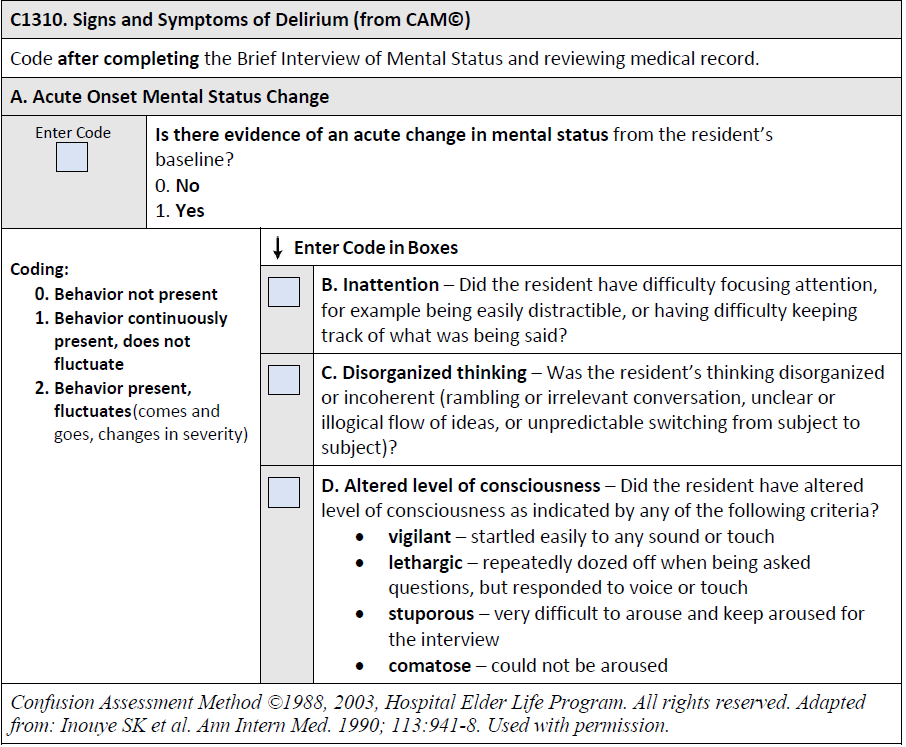 C1310. Signs and Symptoms of Delirium (from CAM©)
Code after completing the Brief Interview of Mental Status and reviewing medical record.
A. Acute Onset Mental Status Change
Enter Code
Is there evidence of an acute change in mental status from the resident's
baseline?
0. No
1. Yes
Coding:
0. Behavior not present
1. Behavior continuously
present, does not
fluctuate
2. Behavior present,
fluctuates(comes and
goes, changes in severity)
↓ Enter Code in Boxes
B. Inattention – Did the resident have difficulty focusing attention,
for example being easily distractible, or having difficulty keeping
track of what was being said?
C. Disorganized thinking – Was the resident's thinking disorganized
or incoherent (rambling or irrelevant conversation, unclear or
illogical flow of ideas, or unpredictable switching from subject to
subject)?
D. Altered level of consciousness – Did the resident have altered
level of consciousness as indicated by any of the following criteria?
• vigilant – startled easily to any sound or touch
• lethargic – repeatedly dozed off when being asked
questions, but responded to voice or touch
• stuporous – very difficult to arouse and keep aroused for
the interview
• comatose – could not be aroused
Confusion Assessment Method ©1988, 2003, Hospital Elder Life Program. All rights reserved. Adapted
from: Inouye SK et al. Ann Intern Med. 1990; 113:941-8. Used with permission.